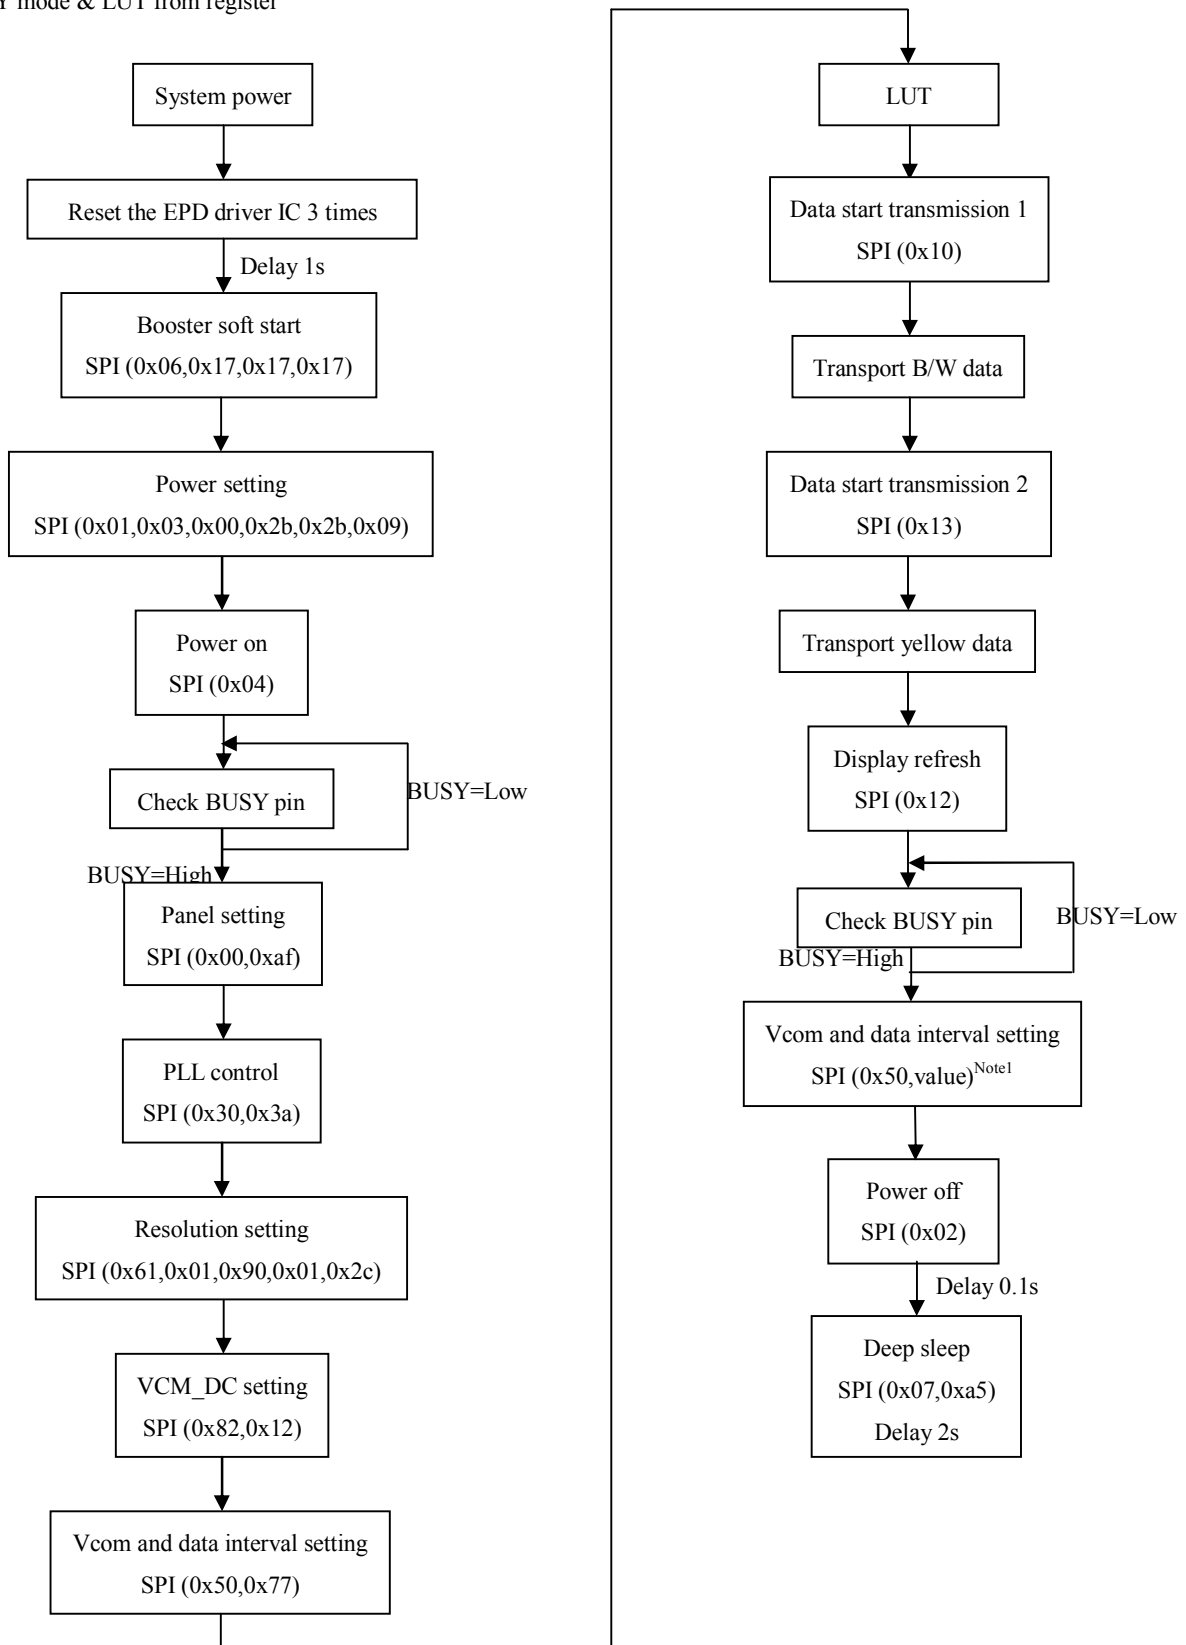 Y mode & LUT from register
System power
Reset the EPD driver IC 3 times
Delay 1s
Booster soft start
SPI (0x06,0x17,0x17,0x17)
Power setting
SPI (0x01,0x03,0x00,0x2b,0x2b,0x09)
Power on
SPI (0x04)
BUSY=Low
Check BUSY pin
BUSY=High
Panel setting
SPI (0x00,0xaf)
PLL control
SPI (0x30,0x3a)
Resolution setting
SPI (0x61,0x01,0x90,0x01,0x2c)
VCM_DC setting
SPI (0x82,0x12)
Vcom and data interval setting
SPI (0x50,0x77)
LUT
Data start transmission 1
SPI (0x10)
Transport B/W data
Data start transmission 2
SPI (0x13)
Transport yellow data
Display refresh
SPI (0x12)
Check BUSY pin
BUSY=Low
BUSY=High
Vcom and data interval setting
SPI (0x50,value)Note1
Power off
SPI (0x02)
Delay 0.1s
Deep sleep
SPI (0x07,0xa5)
Delay 2s